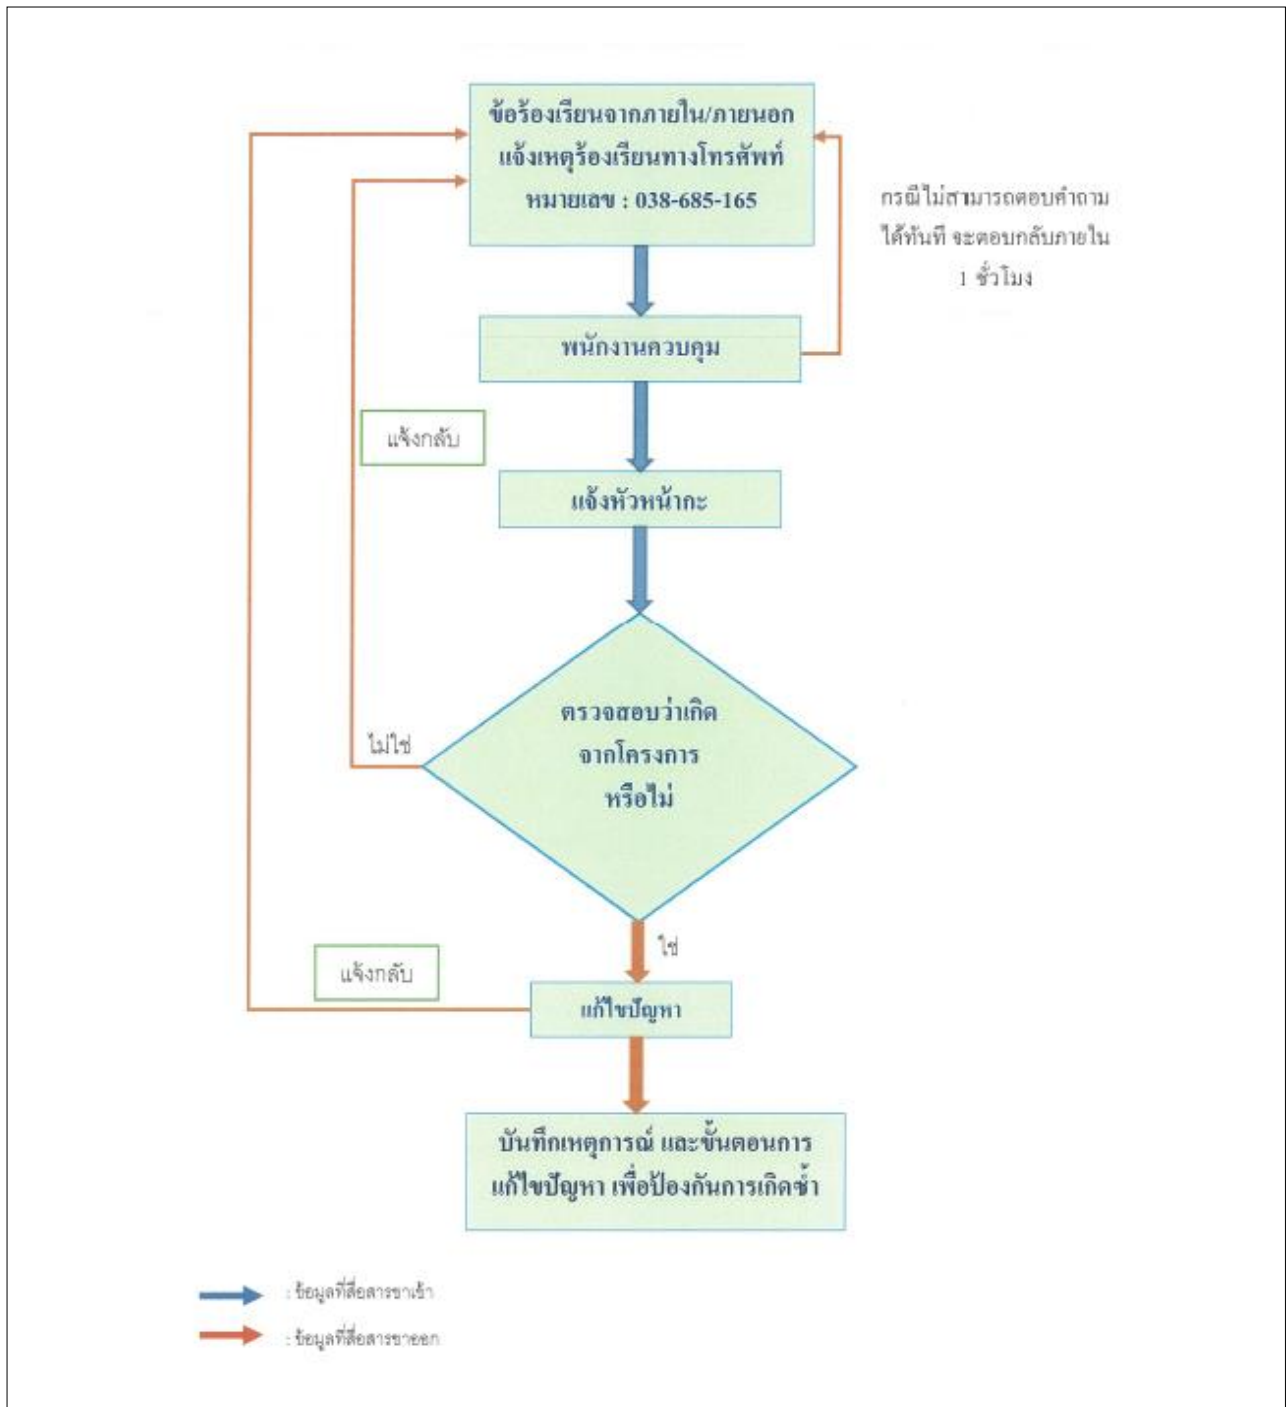 ข้อร้องเรียนจากภายใน/ภายนอก
แจ้งเหตุร้องเรียนทางโทรศัพท์
หมายเลข : 038-685-165
กรณีไม่สามารถตอบคำถาม
ได้ทันที จะตอบกลับภายใน
1 ชั่วโมง
พนักงานควบคุม
แจ้งกลับ
แจ้งหัวหน้ากะ
ตรวจสอบว่าเกิด
จากโครงการ
หรือไม่
ไม่ใช่
ใช่
แจ้งกลับ
แก้ไขปัญหา
บันทึกเหตุการณ์ และขั้นตอนการ
แก้ไขปัญหา เพื่อป้องกันการเกิดซ้ำ
: ข้อมูลที่สื่อสารขาเข้า
: ข้อมูลที่สื่อสารขาออก